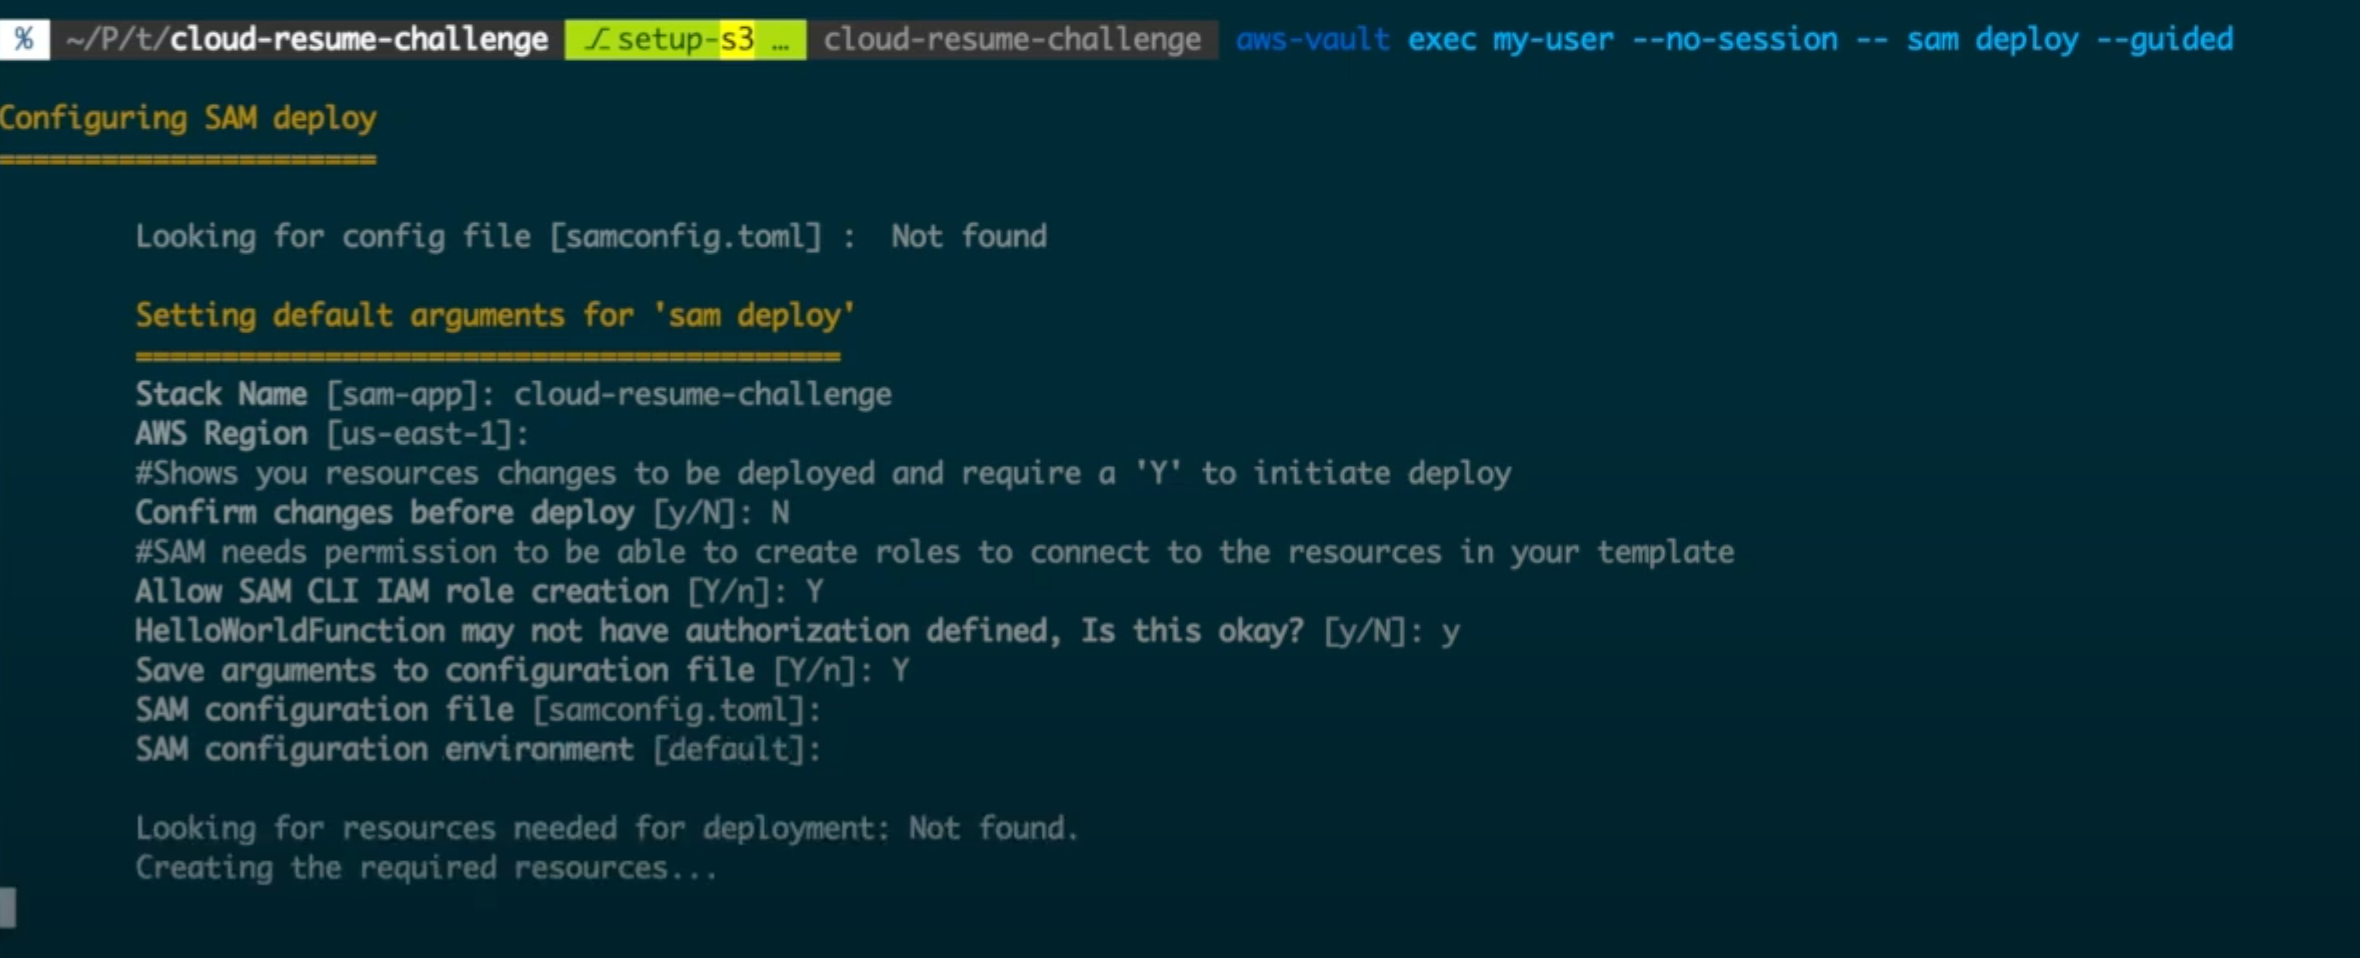 % ~/P/t/cloud-resume-challenge setup-s3 … cloud-resume-challenge aws-vault exec my-user --no-session -- sam deploy --guided
Configuring SAM deploy
======================
Looking for config file [samconfig.toml] :  Not found
Setting default arguments for 'sam deploy'
=========================================
Stack Name [sam-app]: cloud-resume-challenge
AWS Region [us-east-1]:
#Shows you resources changes to be deployed and require a 'Y' to initiate deploy
Confirm changes before deploy [y/N]: N
#SAM needs permission to be able to create roles to connect to the resources in your template
Allow SAM CLI IAM role creation [Y/n]: Y
HelloWorldFunction may not have authorization defined, Is this okay? [y/N]: y
Save arguments to configuration file [Y/n]: Y
SAM configuration file [samconfig.toml]:
SAM configuration environment [default]:
Looking for resources needed for deployment: Not found.
Creating the required resources...